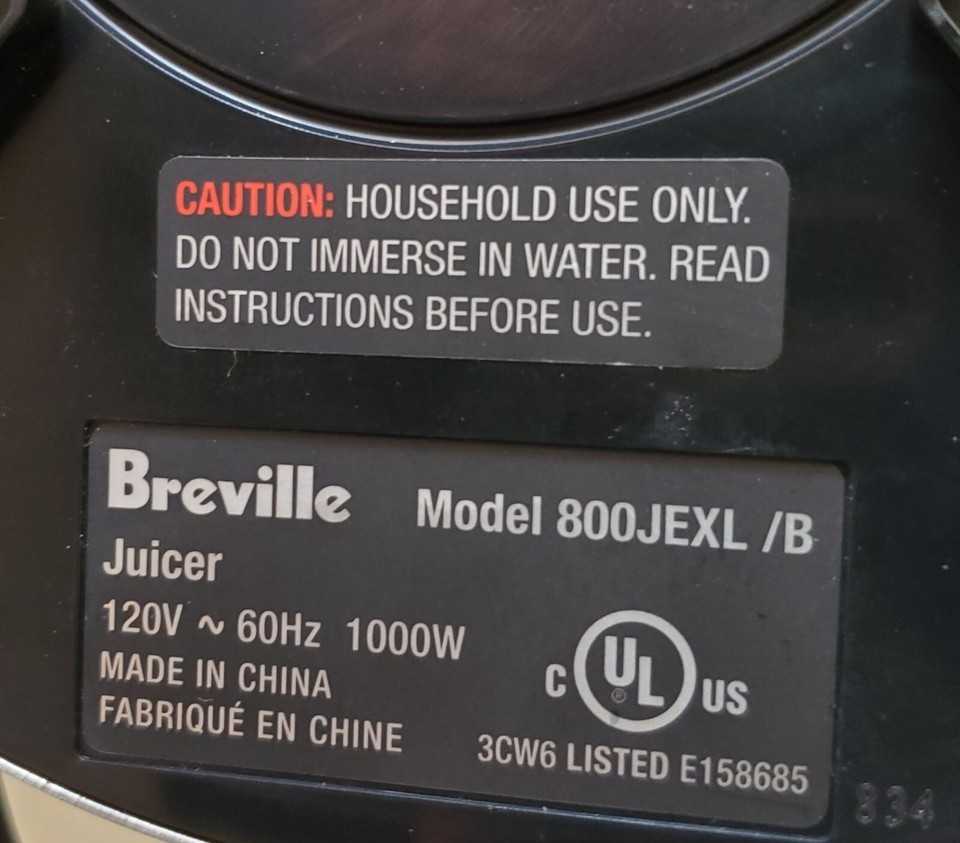 CAUTION: HOUSEHOLD USE ONLY.
DO NOT IMMERSE IN WATER. READ
INSTRUCTIONS BEFORE USE.
Breville Model 800JEXL /B
Juicer
120V ~ 60Hz 1000W
MADE IN CHINA
FABRIQUÉ EN CHINE
C UL ® US
3CW6 LISTED E158685
834